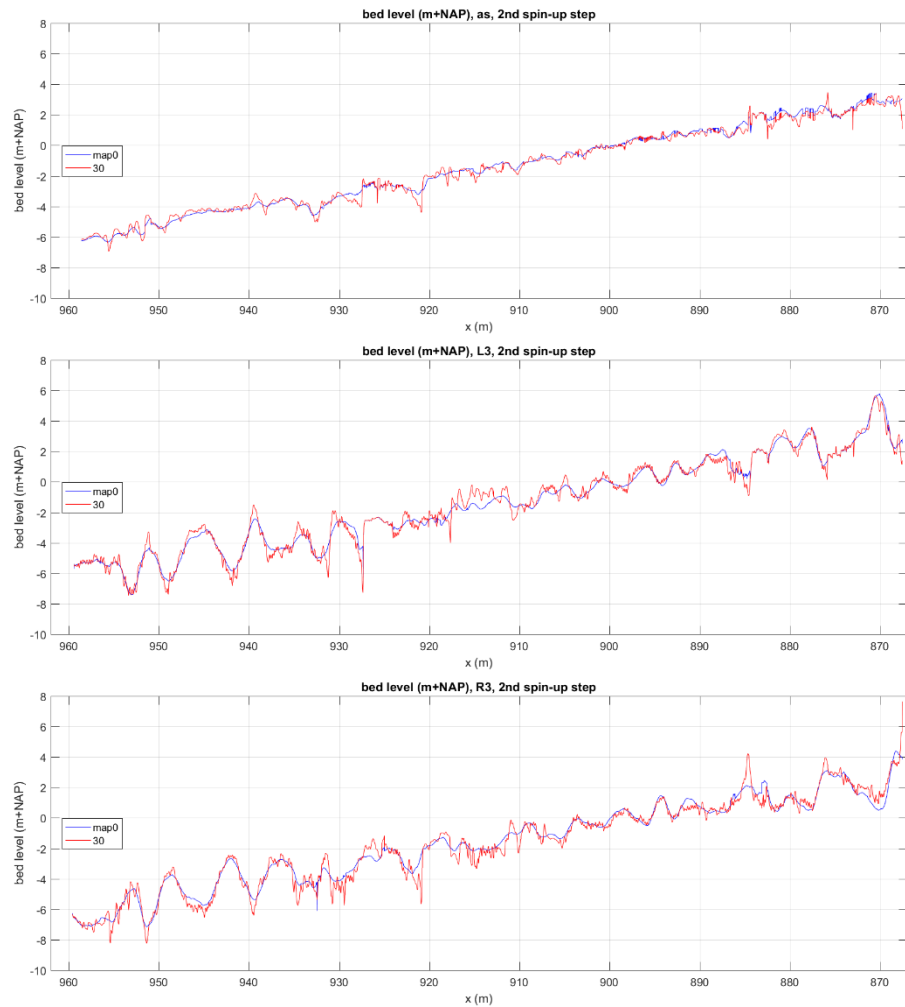 bed level (m+NAP), as, 2nd spin-up step
bed level (m+NAP)
8
6
4
2
0
-2
-4
-6
-8
-10
map0
30
960 950 940 930 920 910 900 890 880 870
x (m)
bed level (m+NAP), L3, 2nd spin-up step
bed level (m+NAP)
8
6
4
2
0
-2
-4
-6
-8
-10
map0
30
960 950 940 930 920 910 900 890 880 870
x (m)
bed level (m+NAP), R3, 2nd spin-up step
bed level (m+NAP)
8
6
4
2
0
-2
-4
-6
-8
-10
map0
30
960 950 940 930 920 910 900 890 880 870
x (m)